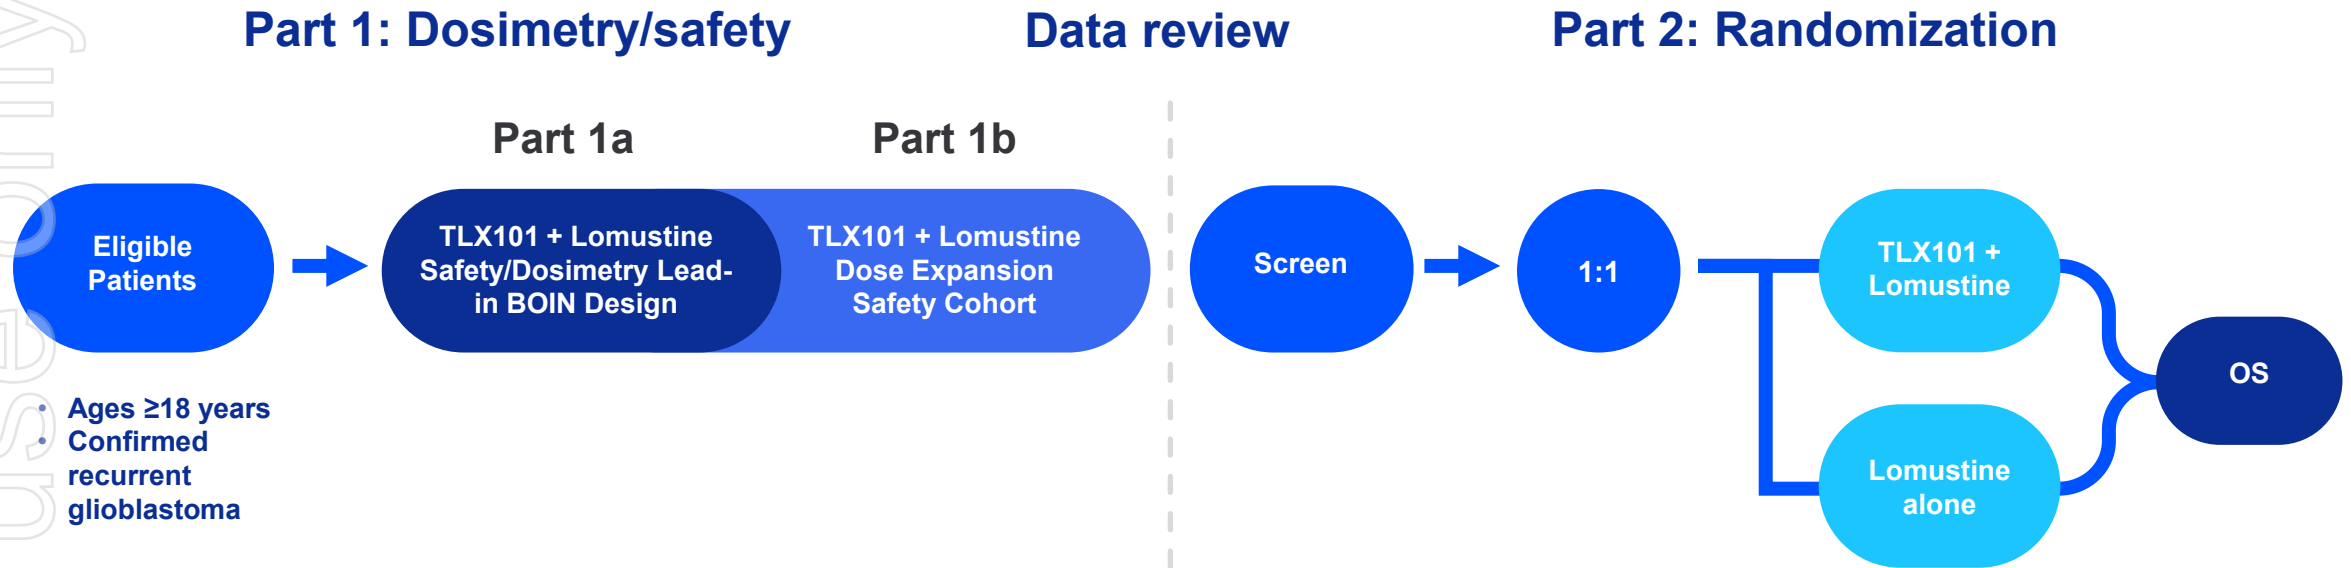 Part 1: Dosimetry/safety
Data review
Part 2: Randomization
Part 1a
Part 1b
Eligible
Patients
TLX101 + Lomustine
Safety/Dosimetry Lead-
in BOIN Design
TLX101 + Lomustine
Dose Expansion
Safety Cohort
Screen
1:1
TLX101 +
Lomustine
Lomustine
alone
OS
• Ages ≥18 years
• Confirmed
recurrent
glioblastoma
use only